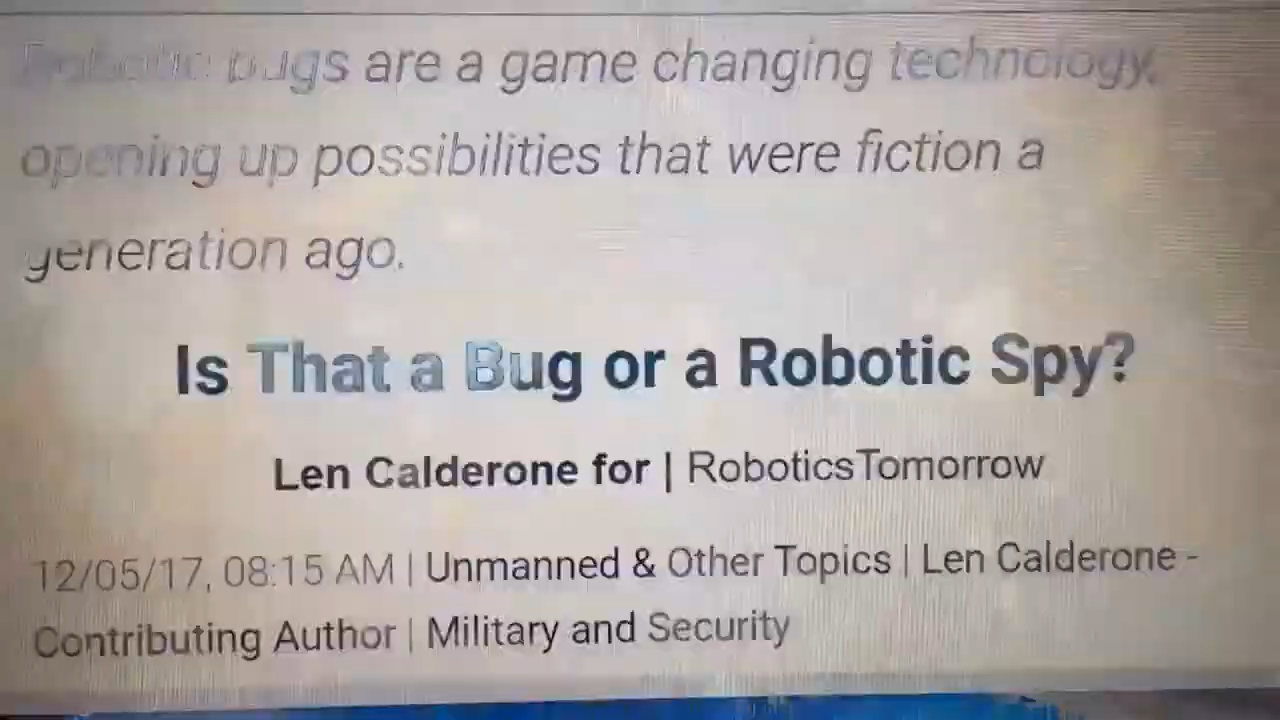 Robotic bugs are a game changing technology,
opening up possibilities that were fiction a
generation ago.
Is That a Bug or a Robotic Spy?
Len Calderone for | RoboticsTomorrow
12/05/17, 08:15 AM | Unmanned & Other Topics | Len Calderone -
Contributing Author | Military and Security